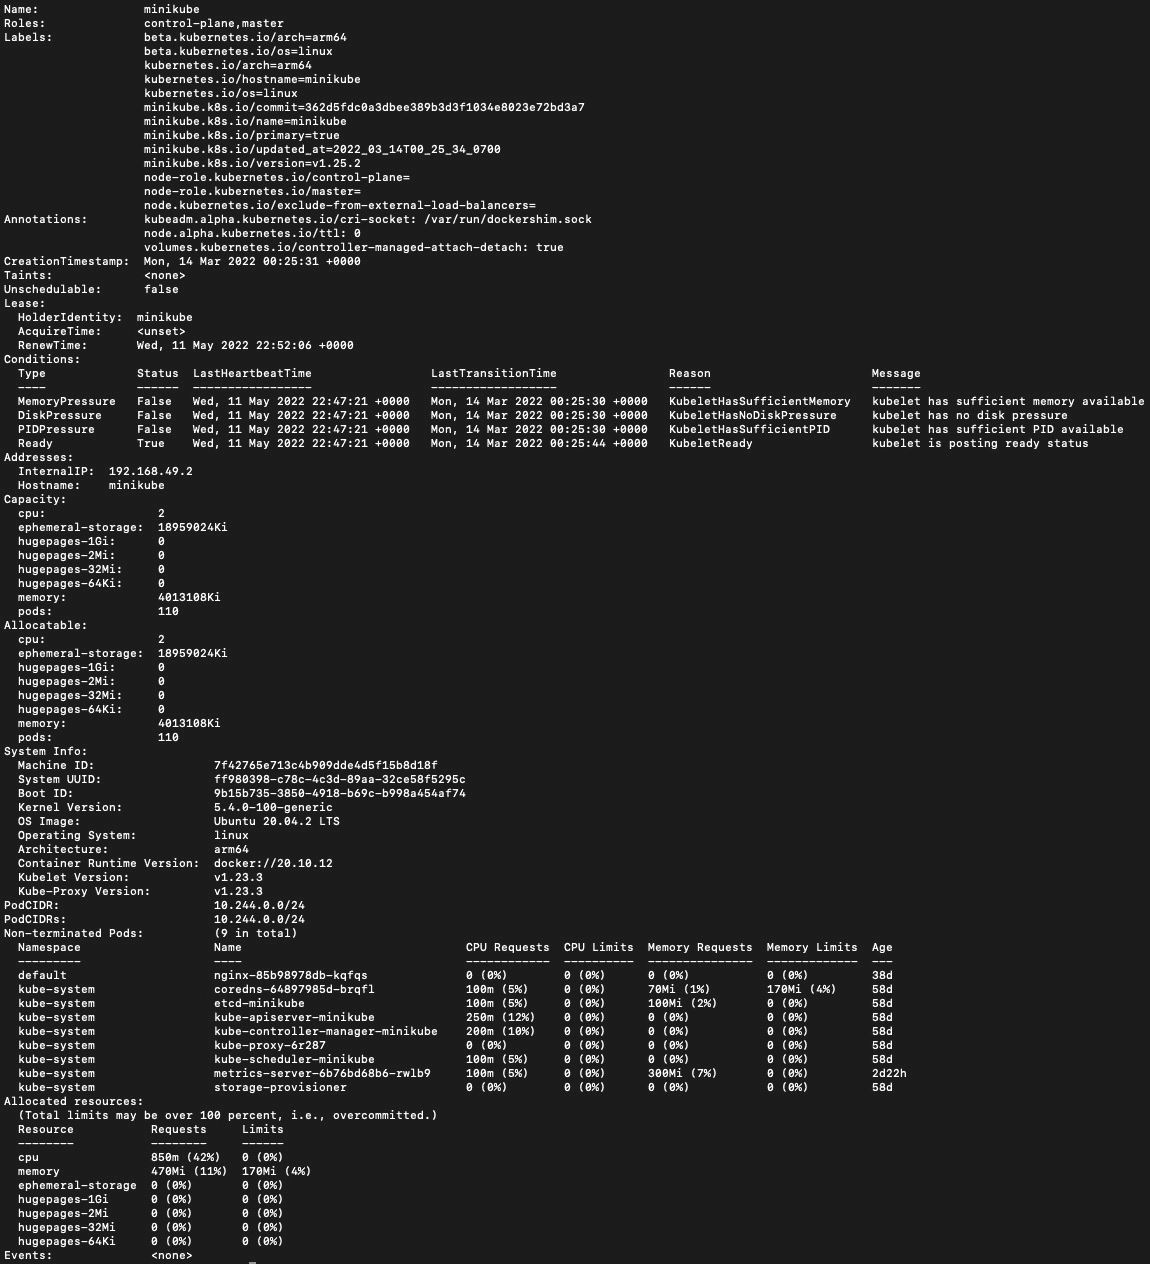 Name:               minikube
Roles:              control-plane,master
Labels:             beta.kubernetes.io/arch=arm64
                    beta.kubernetes.io/os=linux
                    kubernetes.io/arch=arm64
                    kubernetes.io/hostname=minikube
                    kubernetes.io/os=linux
                    minikube.k8s.io/commit=362d5fdc0a3dbee389b3d3f1034e8023e72bd3a7
                    minikube.k8s.io/name=minikube
                    minikube.k8s.io/primary=true
                    minikube.k8s.io/updated_at=2022_03_14T00_25_34_0700
                    minikube.k8s.io/version=v1.25.2
                    node-role.kubernetes.io/control-plane=
                    node-role.kubernetes.io/master=
                    node.kubernetes.io/exclude-from-external-load-balancers=
Annotations:        kubeadm.alpha.kubernetes.io/cri-socket: /var/run/dockershim.sock
                    node.alpha.kubernetes.io/ttl: 0
                    volumes.kubernetes.io/controller-managed-attach-detach: true
CreationTimestamp:  Mon, 14 Mar 2022 00:25:31 +0000
Taints:             <none>
Unschedulable:      false
Lease:
  HolderIdentity:  minikube
  AcquireTime:     <unset>
  RenewTime:       Wed, 11 May 2022 22:52:06 +0000
Conditions:
  Type             Status  LastHeartbeatTime                 LastTransitionTime                Reason                       Message
  ----             ------  -----------------                 ------------------                ------                       -------
  MemoryPressure   False   Wed, 11 May 2022 22:47:21 +0000   Mon, 14 Mar 2022 00:25:30 +0000   KubeletHasSufficientMemory   kubelet has sufficient memory available
  DiskPressure     False   Wed, 11 May 2022 22:47:21 +0000   Mon, 14 Mar 2022 00:25:30 +0000   KubeletHasNoDiskPressure     kubelet has no disk pressure
  PIDPressure      False   Wed, 11 May 2022 22:47:21 +0000   Mon, 14 Mar 2022 00:25:30 +0000   KubeletHasSufficientPID      kubelet has sufficient PID available
  Ready            True    Wed, 11 May 2022 22:47:21 +0000   Mon, 14 Mar 2022 00:25:44 +0000   KubeletReady                 kubelet is posting ready status
Addresses:
  InternalIP:  192.168.49.2
  Hostname:    minikube
Capacity:
  cpu:                2
  ephemeral-storage:  18959024Ki
  hugepages-1Gi:      0
  hugepages-2Mi:      0
  hugepages-32Mi:     0
  hugepages-64Ki:     0
  memory:             4013108Ki
  pods:               110
Allocatable:
  cpu:                2
  ephemeral-storage:  18959024Ki
  hugepages-1Gi:      0
  hugepages-2Mi:      0
  hugepages-32Mi:     0
  hugepages-64Ki:     0
  memory:             4013108Ki
  pods:               110
System Info:
  Machine ID:                 7f42765e713c4b909dde4d5f15b8d18f
  System UUID:                ff980398-c78c-4c3d-89aa-32ce58f5295c
  Boot ID:                    9b15b735-3850-4918-b69c-b998a454af74
  Kernel Version:             5.4.0-100-generic
  OS Image:                   Ubuntu 20.04.2 LTS
  Operating System:           linux
  Architecture:               arm64
  Container Runtime Version:  docker://20.10.12
  Kubelet Version:            v1.23.3
  Kube-Proxy Version:         v1.23.3
PodCIDR:                      10.244.0.0/24
PodCIDRs:                     10.244.0.0/24
Non-terminated Pods:          (9 in total)
  Namespace                   Name                                CPU Requests  CPU Limits  Memory Requests  Memory Limits  Age
  ---------                   ----                                ------------  ----------  ---------------  -------------  ---
  default                     nginx-85b98978db-kqfqs              0 (0%)        0 (0%)      0 (0%)           0 (0%)         38d
  kube-system                 coredns-64897985d-brqfl             100m (5%)     0 (0%)      70Mi (1%)        170Mi (4%)     58d
  kube-system                 etcd-minikube                       100m (5%)     0 (0%)      100Mi (2%)       0 (0%)         58d
  kube-system                 kube-apiserver-minikube             250m (12%)    0 (0%)      0 (0%)           0 (0%)         58d
  kube-system                 kube-controller-manager-minikube    200m (10%)    0 (0%)      0 (0%)           0 (0%)         58d
  kube-system                 kube-proxy-6r287                    0 (0%)        0 (0%)      0 (0%)           0 (0%)         58d
  kube-system                 kube-scheduler-minikube             100m (5%)     0 (0%)      0 (0%)           0 (0%)         58d
  kube-system                 metrics-server-6b76bd68b6-rwlb9     100m (5%)     0 (0%)      300Mi (7%)       0 (0%)         2d22h
  kube-system                 storage-provisioner                 0 (0%)        0 (0%)      0 (0%)           0 (0%)         58d
Allocated resources:
  (Total limits may be over 100 percent, i.e., overcommitted.)
  Resource           Requests     Limits
  --------           --------     ------
  cpu                850m (42%)   0 (0%)
  memory             470Mi (11%)  170Mi (4%)
  ephemeral-storage  0 (0%)       0 (0%)
  hugepages-1Gi      0 (0%)       0 (0%)
  hugepages-2Mi      0 (0%)       0 (0%)
  hugepages-32Mi     0 (0%)       0 (0%)
  hugepages-64Ki     0 (0%)       0 (0%)
Events:              <none>